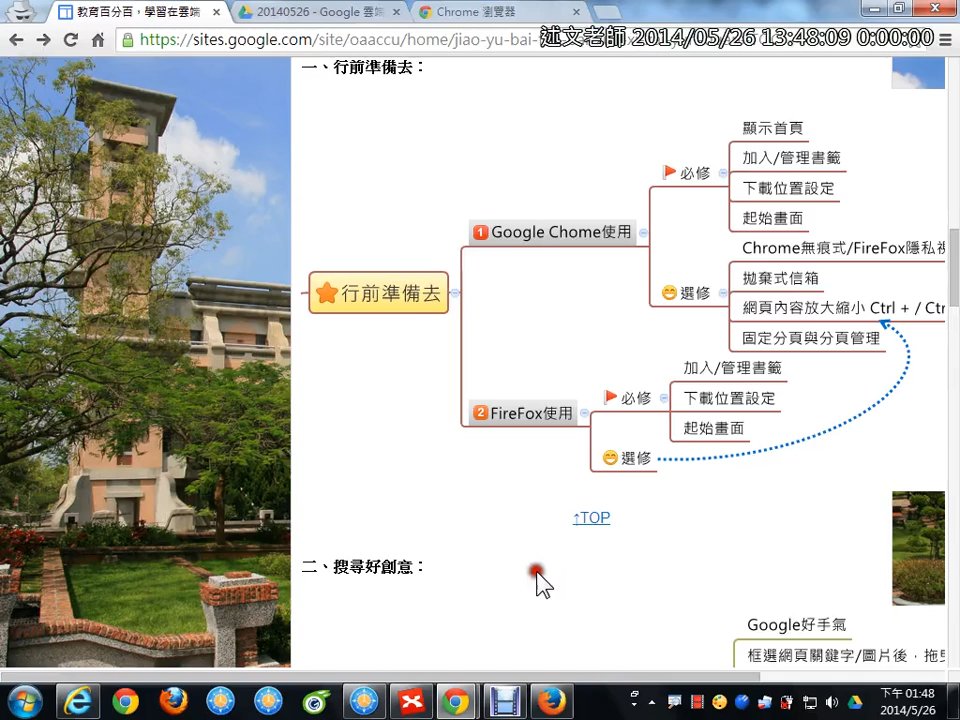 教育百分百，學習在雲端
20140526 - Google 雲端
Chrome 瀏覽器
https://sites.google.com/site/oaaccu/home/jiao-yu-bai-
述文老師 2014/05/26 13:48:09 0:00:00
一、行前準備去：
行前準備去
1 Google Chome使用
必修
顯示首頁
加入/管理書籤
下載位置設定
起始畫面
選修
Chrome無痕式/FireFox隱私視
拋棄式信箱
網頁內容放大縮小 Ctrl + / Ctr
固定分頁與分頁管理
2 FireFox使用
必修
加入/管理書籤
下載位置設定
起始畫面
選修
↑TOP
二、搜尋好創意：
Google好手氣
框選網頁關鍵字/圖片後，拖曳
下午 01:48
2014/5/26